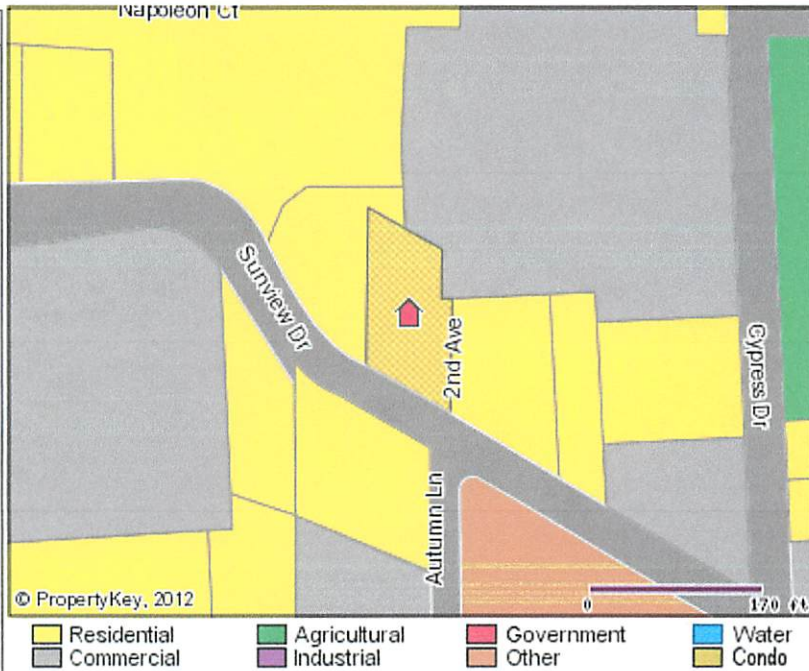 Napoleon Ct
Sunview Dr
2nd Ave
Cypress Dr
Autumn Ln
© PropertyKey, 2012
0 170 ft
Residential Agricultural Government Water
Commercial Industrial Other Condo